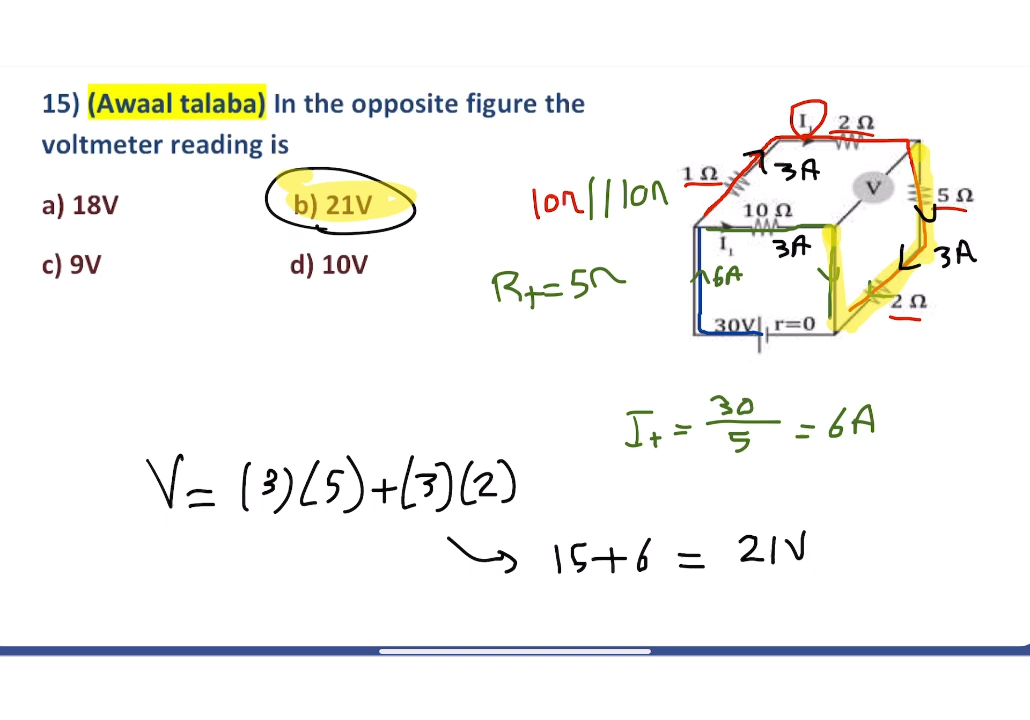 15) (Awaal talaba) In the opposite figure the
voltmeter reading is
a) 18V
b) 21V
c) 9V
d) 10V
I₁ 2 Ω
3A
1 Ω
V
5 Ω
10Ω // 10Ω
10 Ω
I₁ 3A
3A
6A
Rt = 5Ω
2 Ω
30V r=0
It = 30/5 = 6A
V = (3)(5)+(3)(2)
15+6 = 21V